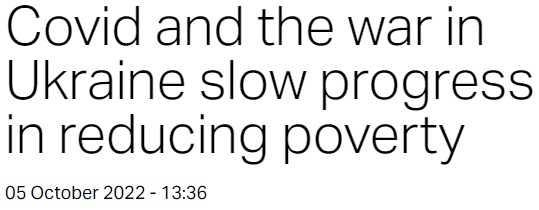 Covid and the war in
Ukraine slow progress
in reducing poverty
05 October 2022 - 13:36